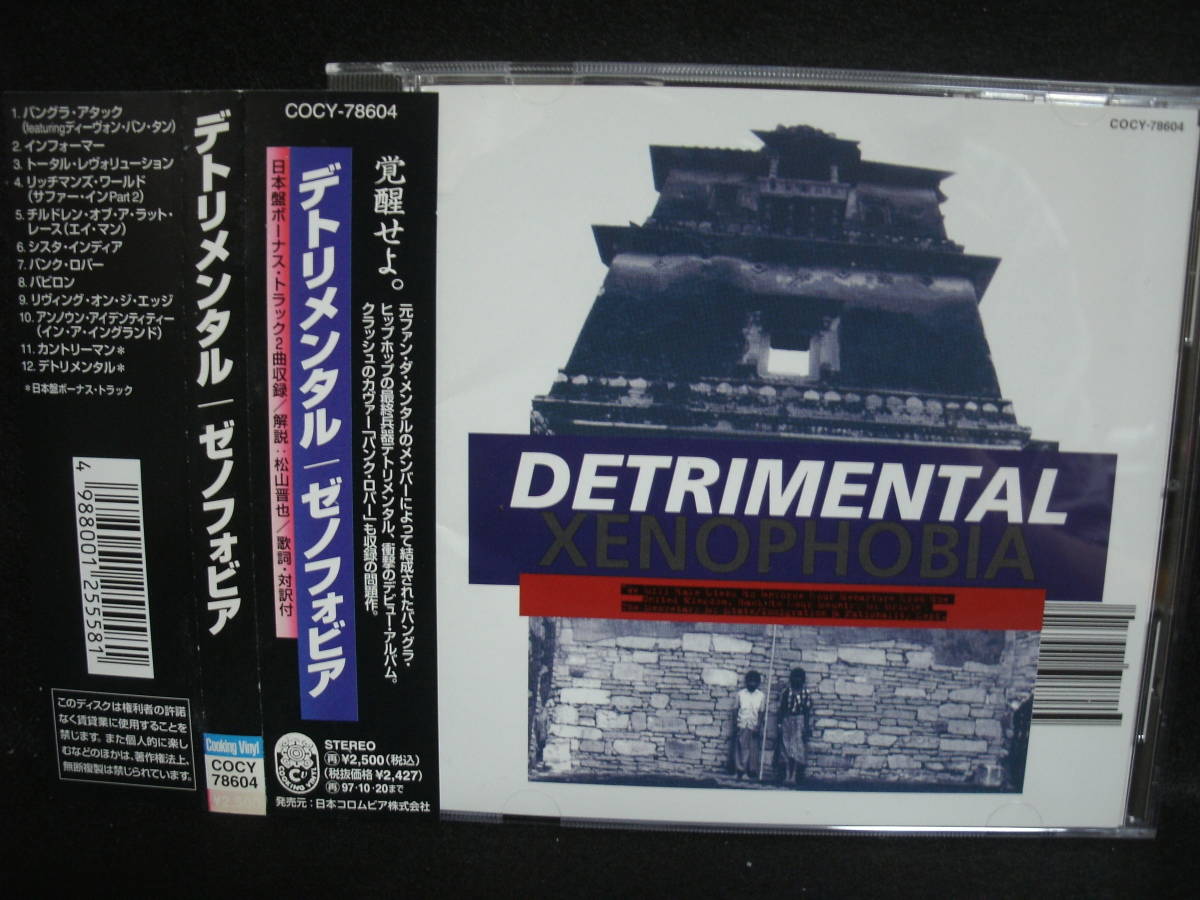 1. バングラ・アタック
(featuringディーヴォン・バン・タン)
2. インフォーマー
3. トータル・レヴォリューション
4. リッチマンズ・ワールド
(サファー・インPart 2)
5. チルドレン・オブ・ア・ラット・
レース(エイ・マン)
6. シスタ・インディア
7. バンク・ロバー
8. バビロン
9. リヴィング・オン・ジ・エッジ
10. アンノウン・アイデンティティー
(イン・ア・イングランド)
11. カントリーマン*
12. デトリメンタル*
*日本盤ボーナス・トラック
4 988001 255581
このディスクは権利者の許諾
なく賃貸業に使用することを
禁じます。また個人的に楽し
むなどのほかは、著作権法上、
無断複製は禁じられています。
デトリメンタル|ゼノフォビア
Cooking Vinyl
COCY
78604
COCY-78604
覚醒せよ。
元ファン・ダ・メンタルのメンバーによって結成されたバングラ・
ヒップホップの最終兵器デトリメンタル、衝撃のデビュー・アルバム。
クラッシュのカヴァー「バンク・ロバー」も収録の問題作。
デトリメンタル|ゼノフォビア
日本盤ボーナス・トラック2曲収録/解説:松山晋也/歌詞・対訳付
STEREO
再¥2,500(税込)
(税抜価格 ¥2,427)
再97・10・20まで
発売元:日本コロムビア株式会社
COCY-78604
DETRIMENTAL
XENOPHOBIA